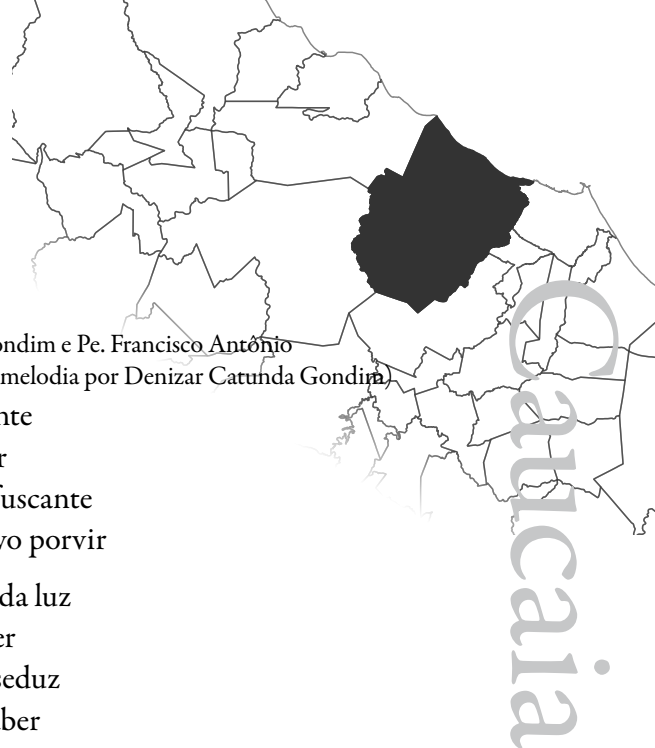 ondim e Pe. Francisco Antônio
melodia por Denizar Catunda Gondim)
nte
r
fuscante
vo porvir
da luz
er
seduz
ber
Caucaia